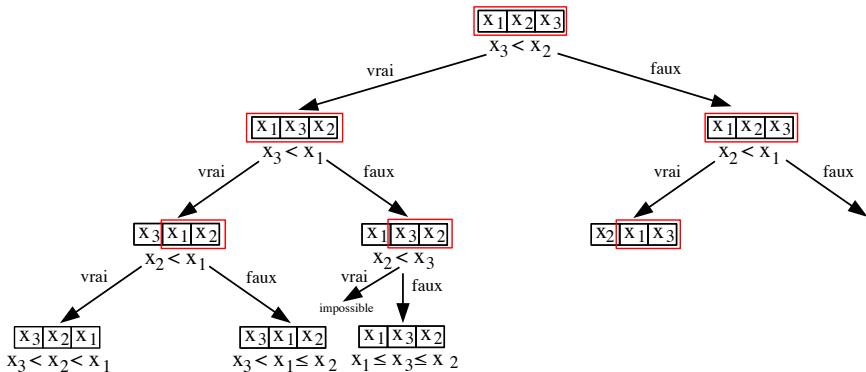 x₁ x₂ x₃
x₃ < x₂
vrai faux
x₁ x₃ x₂ x₁ x₂ x₃
x₃ < x₁ x₂ < x₁
vrai faux vrai faux
x₃ x₁ x₂ x₁ x₃ x₂ x₂ x₁ x₃
x₂ < x₁ x₂ < x₃
vrai faux vrai faux
impossible
x₃ x₂ x₁ x₃ x₁ x₂ x₁ x₃ x₂
x₃ < x₂ < x₁ x₃ < x₁ ≤ x₂ x₁ ≤ x₃ ≤ x₂